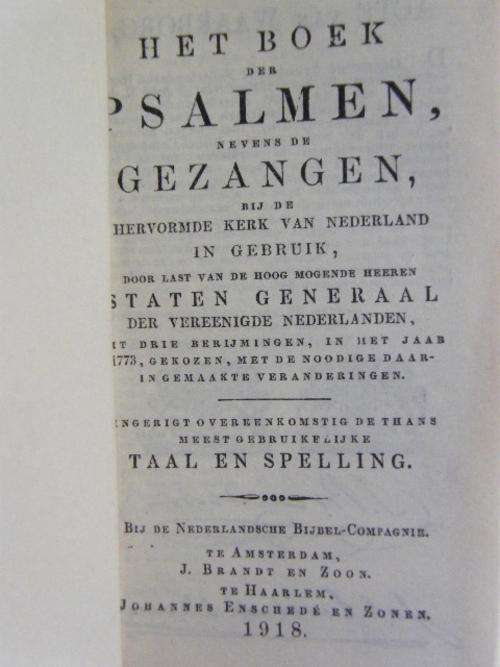 HET BOEK
DER
PSALMEN,
NEVENS DE
GEZANGEN,
BIJ DE
HERVORMDE KERK VAN NEDERLAND
IN GEBRUIK,
DOOR LAST VAN DE HOOG MOGENDE HEEREN
STATEN GENERAAL
DER VEREENIGDE NEDERLANDEN,
IT DRIE BERIJMINGEN, IN HET JAAR
1773, GEKOZEN, MET DE NOODIGE DAAR-
IN GEMAAKTE VERANDERINGEN.
INGERIGT OVEREENKOMSTIG DE THANS
MEEST GEBRUIKELIJKE
TAAL EN SPELLING.
BIJ DE NEDERLANDSCHE BIJBEL-COMPAGNIE.
TE AMSTERDAM,
J. BRANDT EN ZOON.
TE HAARLEM,
JOHANNES ENSCHEDÉ EN ZONEN.
1918.